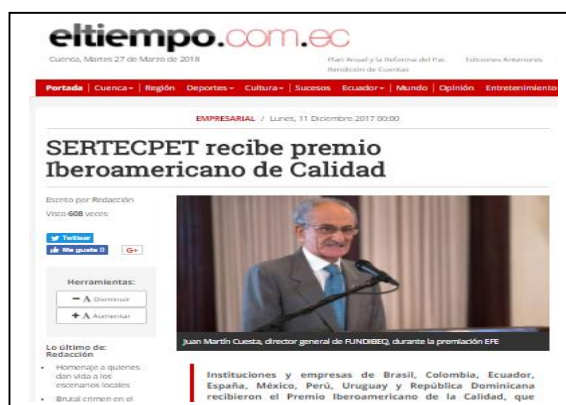 eltiempo.com.ec
Cuenca, Martes 27 de Marzo de 2018
Plan Anual y la Reforma del Pac
Ediciones Anteriores
Rendición de Cuentas
Portada | Cuenca | Región Deportes Cultura | Sucesos Ecuador | Mundo | Opinión Entretenimiento
EMPRESARIAL / Lunes, 11 Diciembre 2017 00:00
SERTECPET recibe premio
Iberoamericano de Calidad
Escrito por Redacción
Visto 608 veces
Twittear
Me gusta 0 G+
Herramientas:
– A Disminuir
+ A Aumentar
Juan Martín Cuesta, director general de FUNDIBEQ, durante la premiación EFE
Lo último de:
Redacción
• Homenaje a quienes
dan vida a los
escenarios locales
• Brutal crimen en el
Instituciones y empresas de Brasil, Colombia, Ecuador,
España, México, Perú, Uruguay y República Dominicana
recibieron el Premio Iberoamericano de la Calidad, que